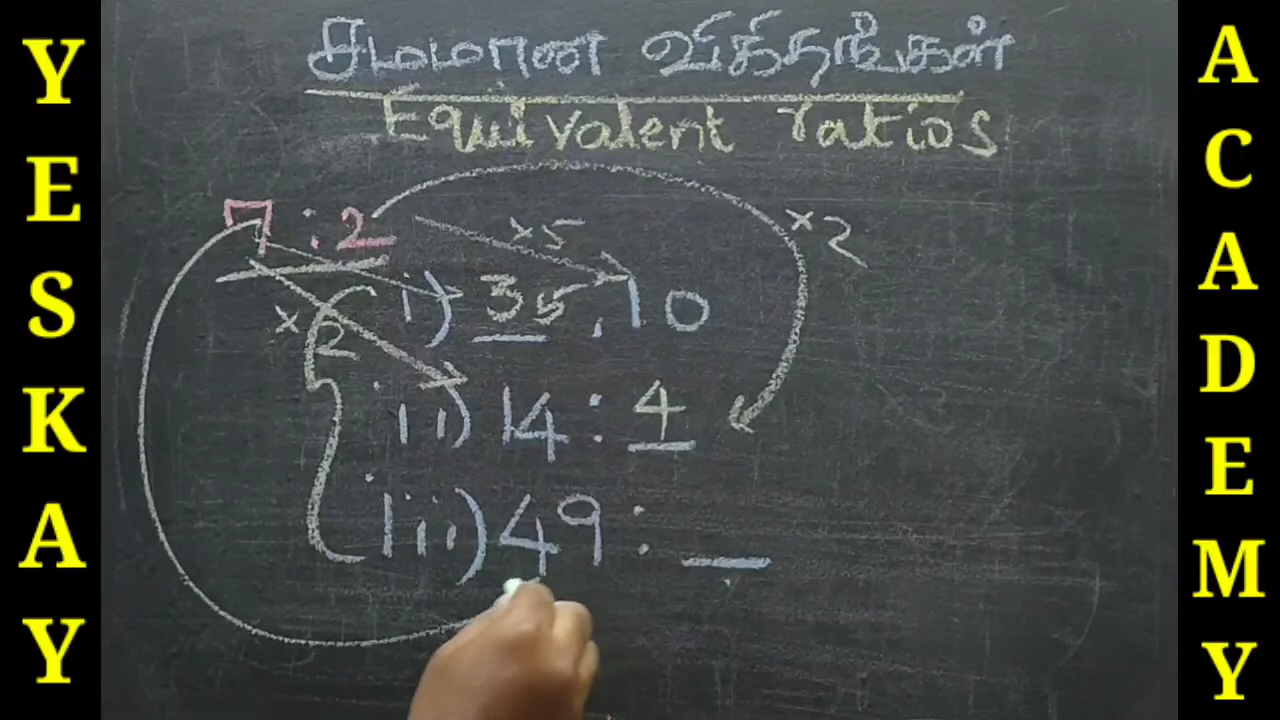 YESKAY
சமமான விகிதங்கள்
Equivalent ratios
7 : 2
×5
×2
i) 35 : 10
×2
ii) 14 : 4
iii) 49 : __
ACADEMY